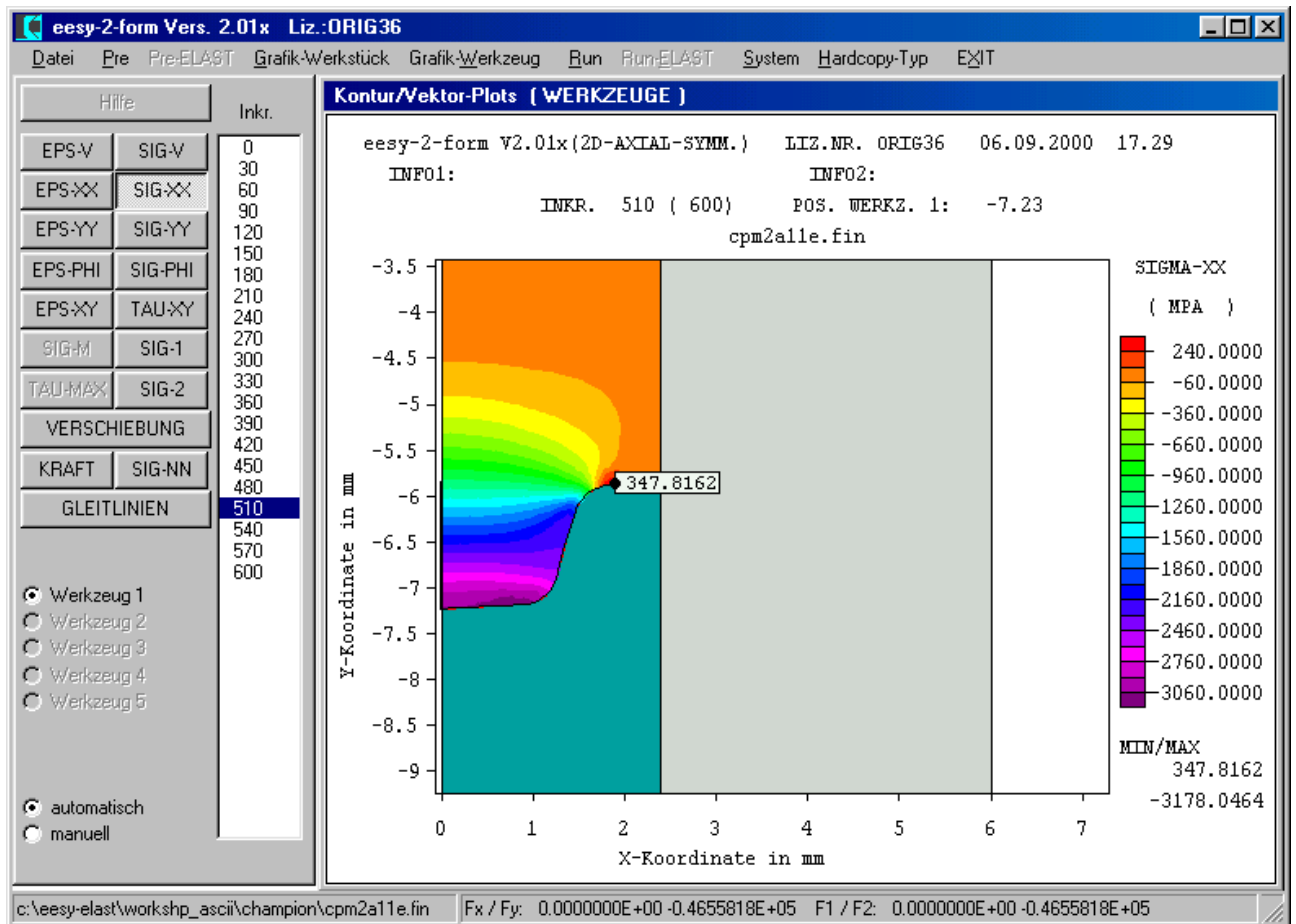 eesy-2-form Vers. 2.01x Liz.:ORIG36
Datei Pre Pre-ELAST Grafik-Werkstück Grafik-Werkzeug Run Run-ELAST System Hardcopy-Typ EXIT
Hilfe
Inkr.
EPS-V SIG-V
EPS-XX SIG-XX
EPS-YY SIG-YY
EPS-PHI SIG-PHI
EPS-XY TAU-XY
SIG-M SIG-1
TAU-MAX SIG-2
VERSCHIEBUNG
KRAFT SIG-NN
GLEITLINIEN
0
30
60
90
120
150
180
210
240
270
300
330
360
390
420
450
480
510
540
570
600
Werkzeug 1
Werkzeug 2
Werkzeug 3
Werkzeug 4
Werkzeug 5
automatisch
manuell
Kontur/Vektor-Plots ( WERKZEUGE )
eesy-2-form V2.01x(2D-AXIAL-SYMM.) LIZ.NR. ORIG36 06.09.2000 17.29
INFO1: INFO2:
INKR. 510 ( 600) POS. WERKZ. 1: -7.23
cpm2a11e.fin
-3.5
-4
-4.5
-5
-5.5
-6
-6.5
-7
-7.5
-8
-8.5
-9
Y-Koordinate in mm
347.8162
0 1 2 3 4 5 6 7
X-Koordinate in mm
SIGMA-XX
( MPA )
240.0000
-60.0000
-360.0000
-660.0000
-960.0000
-1260.0000
-1560.0000
-1860.0000
-2160.0000
-2460.0000
-2760.0000
-3060.0000
MIN/MAX
347.8162
-3178.0464
c:\eesy-elast\workshp_ascii\champion\cpm2a11e.fin Fx / Fy: 0.0000000E+00 -0.4655818E+05 F1 / F2: 0.0000000E+00 -0.4655818E+05